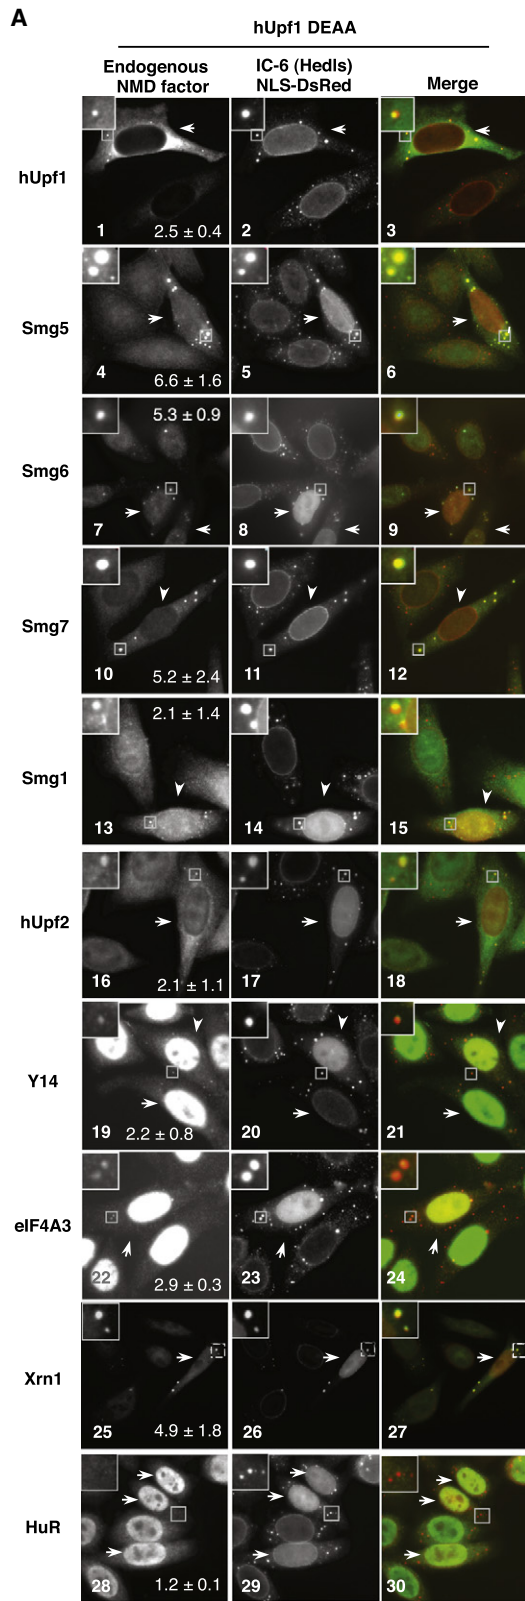 A
hUpf1 DEAA
Endogenous
NMD factor
IC-6 (Hedls)
NLS-DsRed
Merge
hUpf1
1
2.5 ± 0.4
2
3
Smg5
4
6.6 ± 1.6
5
6
Smg6
5.3 ± 0.9
7
8
9
Smg7
10
5.2 ± 2.4
11
12
Smg1
2.1 ± 1.4
13
14
15
hUpf2
16
2.1 ± 1.1
17
18
Y14
19
2.2 ± 0.8
20
21
eIF4A3
22
2.9 ± 0.3
23
24
Xrn1
25
4.9 ± 1.8
26
27
HuR
28
1.2 ± 0.1
29
30